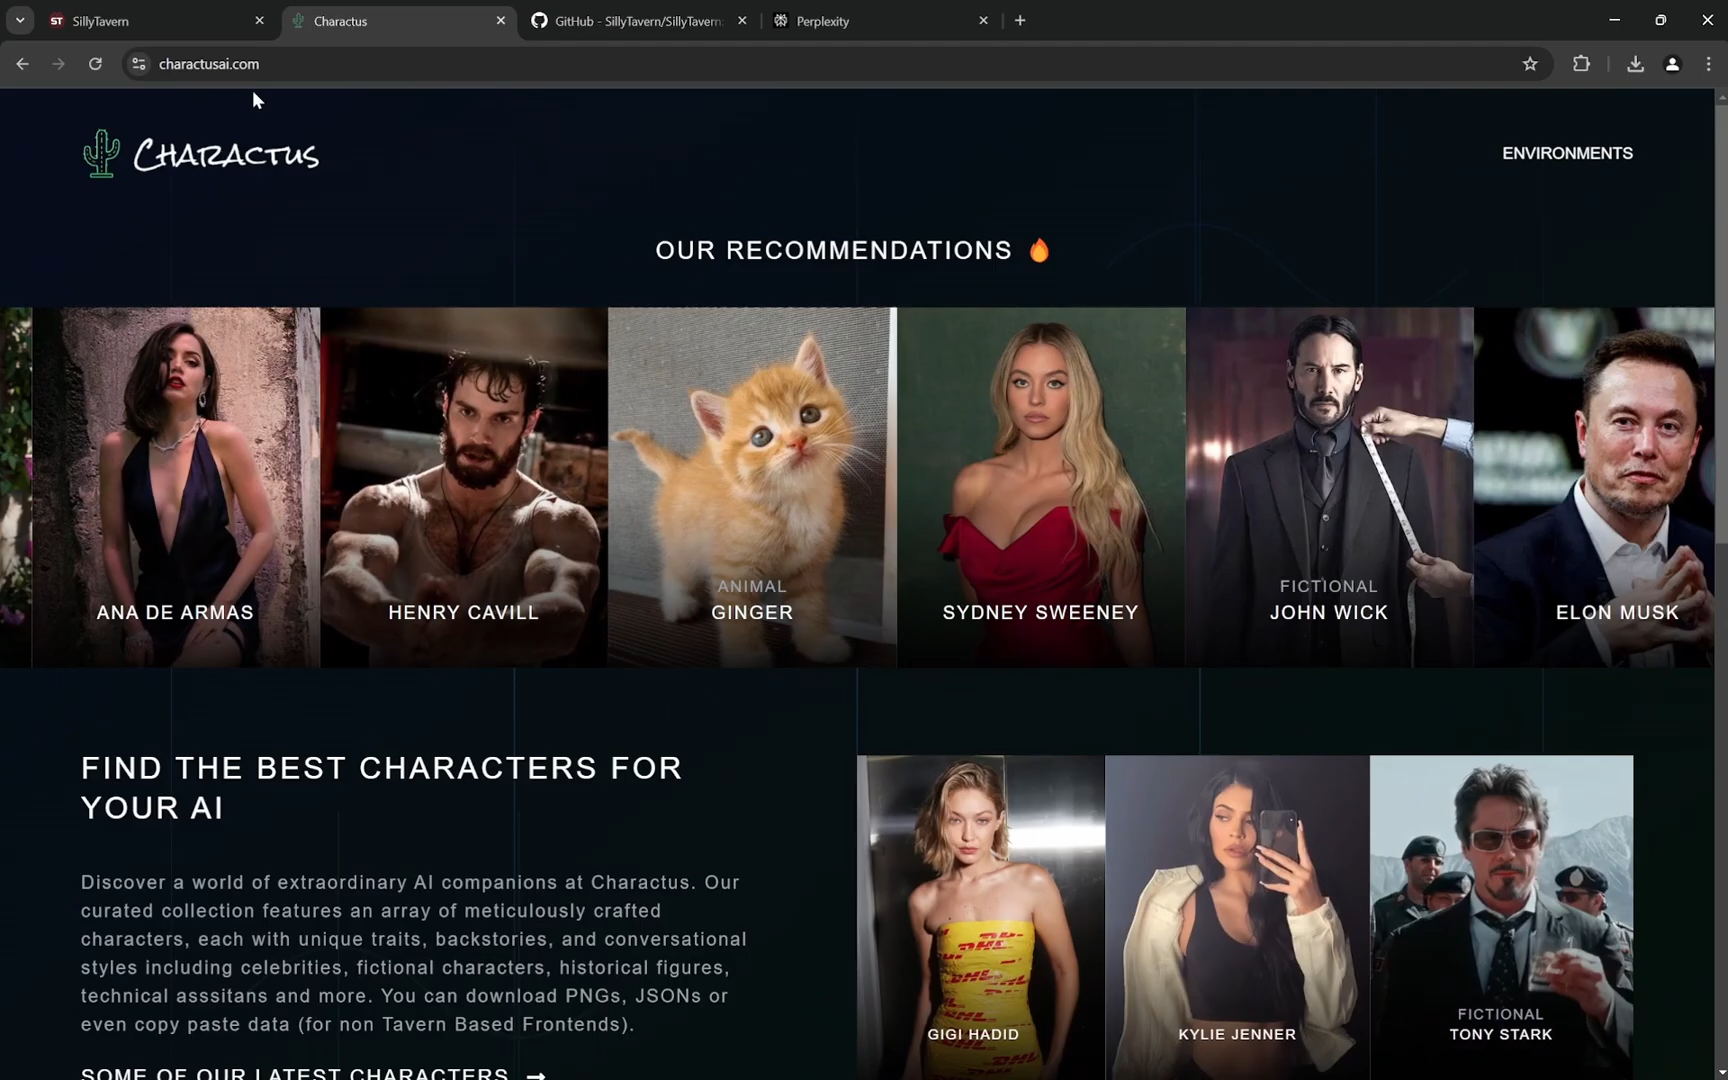 ST SillyTavern
Charactus
GitHub - SillyTavern/SillyTavern:
Perplexity
charactusai.com
CHARACTUS
ENVIRONMENTS
OUR RECOMMENDATIONS 🔥
ANA DE ARMAS
HENRY CAVILL
ANIMAL
GINGER
SYDNEY SWEENEY
FICTIONAL
JOHN WICK
ELON MUSK
FIND THE BEST CHARACTERS FOR
YOUR AI
Discover a world of extraordinary AI companions at Charactus. Our
curated collection features an array of meticulously crafted
characters, each with unique traits, backstories, and conversational
styles including celebrities, fictional characters, historical figures,
technical asssitans and more. You can download PNGs, JSONs or
even copy paste data (for non Tavern Based Frontends).
SOME OF OUR LATEST CHARACTERS →
DHL
DHL
DHL
GIGI HADID
KYLIE JENNER
FICTIONAL
TONY STARK